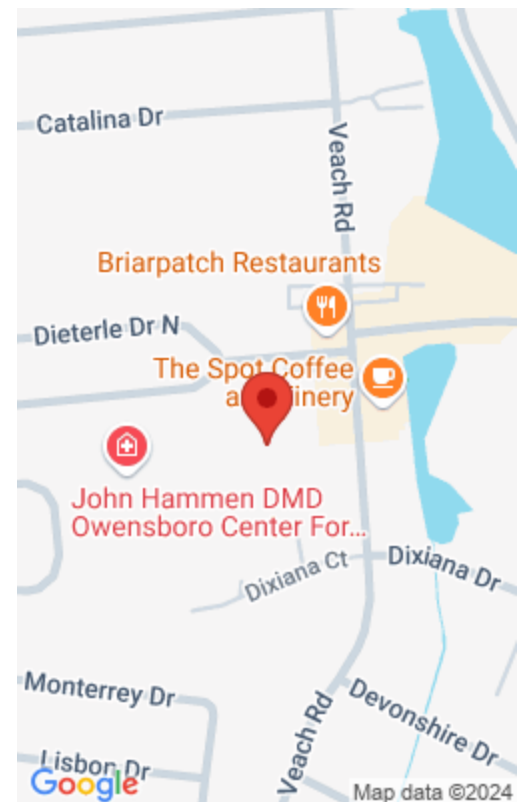 Catalina Dr
Veach Rd
Briarpatch Restaurants
Dieterle Dr N
The Spot Coffee
John Hammen DMD
Owensboro Center For...
Dixiana Ct
Dixiana Dr
Monterrey Dr
Veach Rd
Devonshire Dr
Lisbon Dr
Google
Map data ©2024